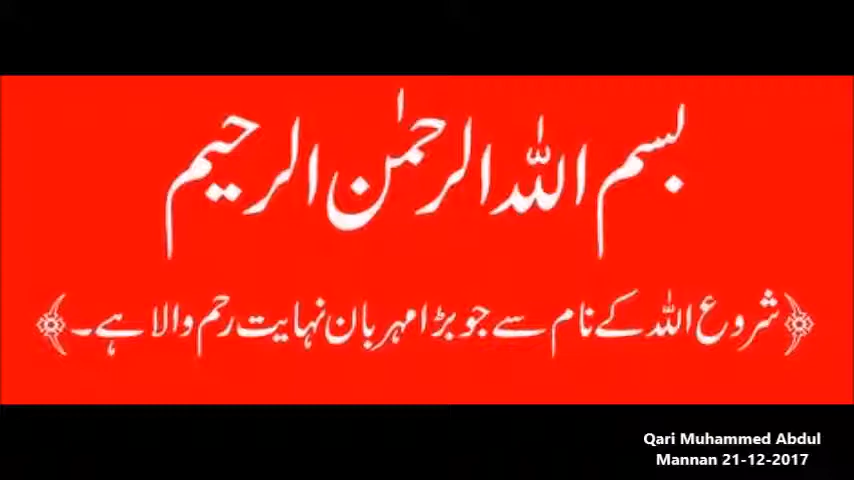 بسم اللہ الرحمٰن الرحیم
﴿شروع اللہ کے نام سے جو بڑا مہربان نہایت رحم والا ہے۔﴾
Qari Muhammed Abdul
Mannan 21-12-2017